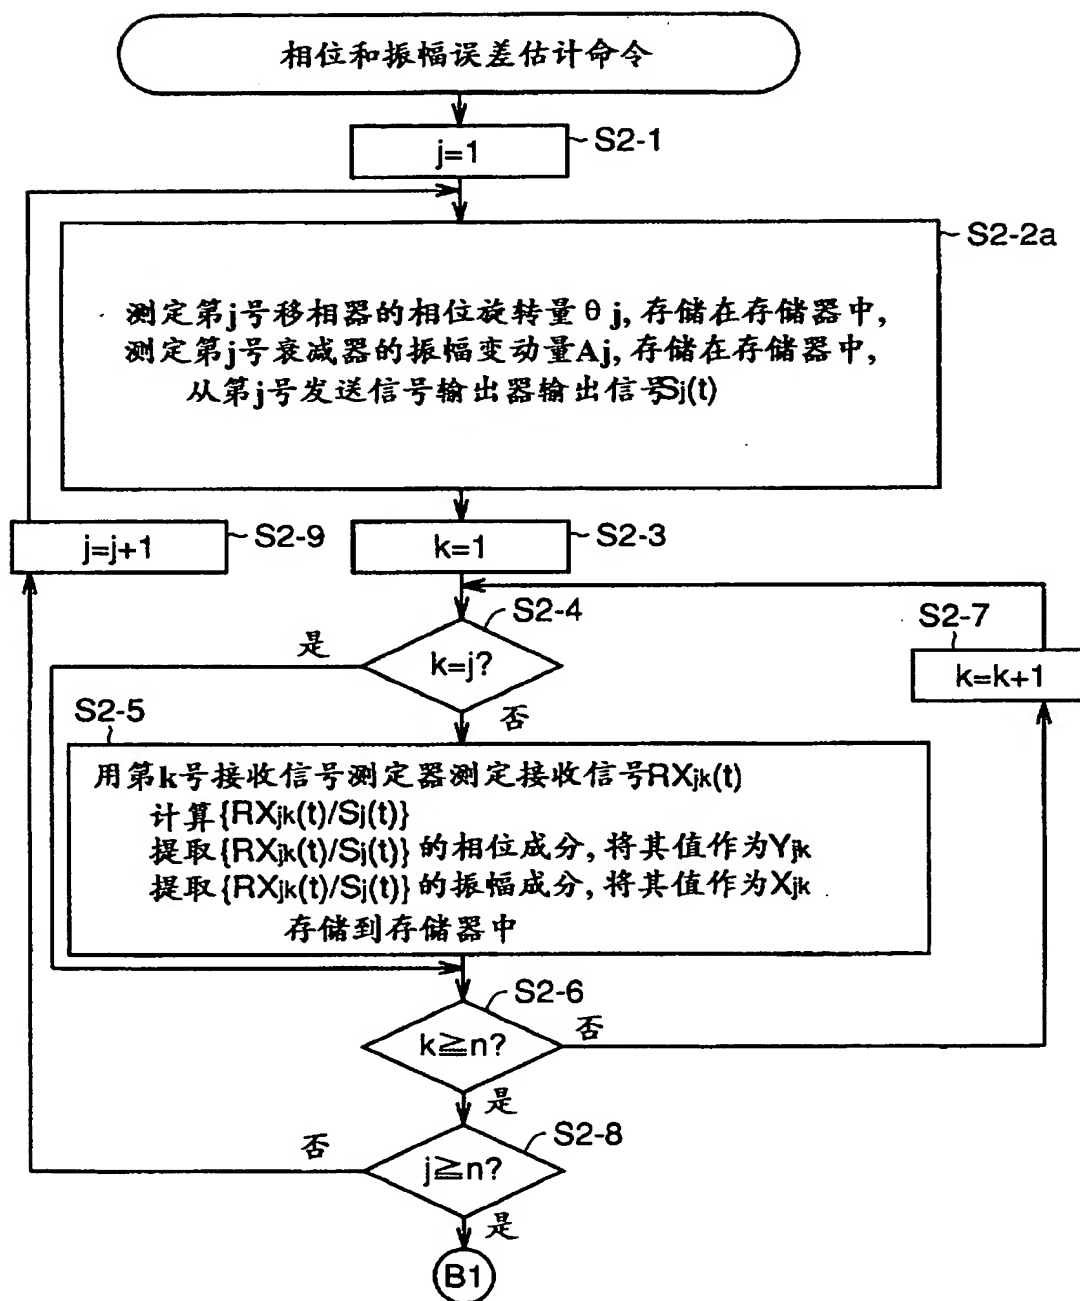 相位和振幅误差估计命令
j=1
S2-1
S2-2a
测定第j号移相器的相位旋转量θj,存储在存储器中,
测定第j号衰减器的振幅变动量Aj,存储在存储器中,
从第j号发送信号输出器输出信号Sj(t)
j=j+1
S2-9
k=1
S2-3
S2-4
是
k=j?
否
S2-7
k=k+1
S2-5
用第k号接收信号测定器测定接收信号RXjk(t)
计算{RXjk(t)/Sj(t)}
提取{RXjk(t)/Sj(t)}的相位成分,将其值作为Yjk
提取{RXjk(t)/Sj(t)}的振幅成分,将其值作为Xjk
存储到存储器中
S2-6
k≧n?
否
是
S2-8
否
j≧n?
是
B1